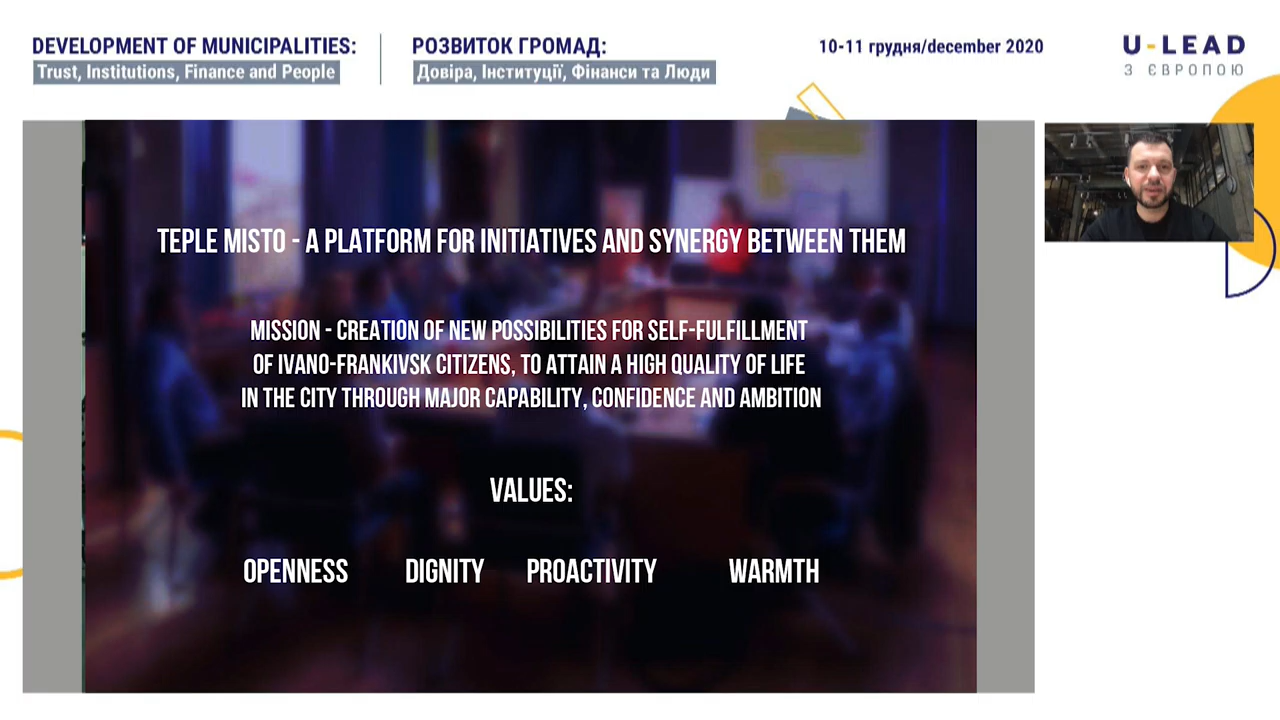 DEVELOPMENT OF MUNICIPALITIES:
Trust, Institutions, Finance and People
РОЗВИТОК ГРОМАД:
Довіра, Інституції, Фінанси та Люди
10-11 грудня/december 2020
U-LEAD
З ЄВРОПОЮ
TEPLE MISTO - A PLATFORM FOR INITIATIVES AND SYNERGY BETWEEN THEM
MISSION - CREATION OF NEW POSSIBILITIES FOR SELF-FULFILLMENT
OF IVANO-FRANKIVSK CITIZENS, TO ATTAIN A HIGH QUALITY OF LIFE
IN THE CITY THROUGH MAJOR CAPABILITY, CONFIDENCE AND AMBITION
VALUES:
OPENNESS DIGNITY PROACTIVITY WARMTH